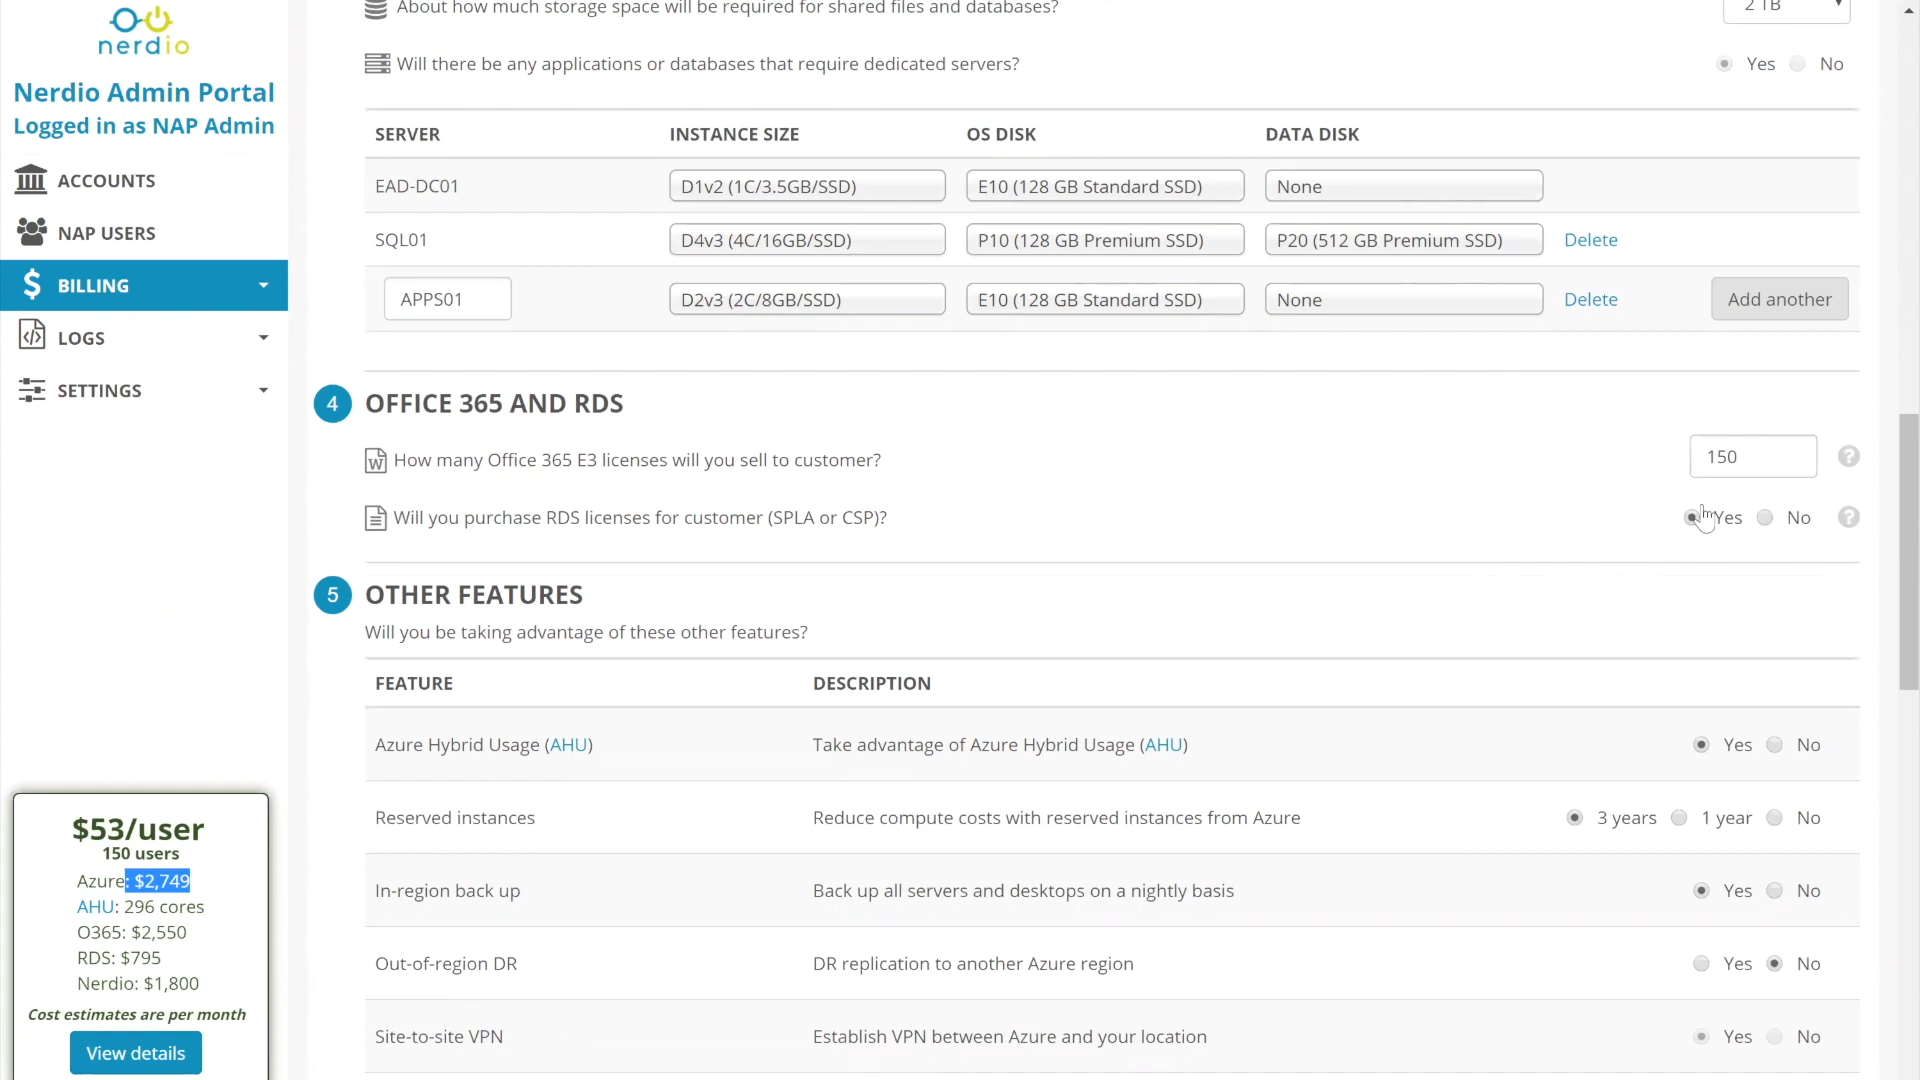 nerdio
Nerdio Admin Portal
Logged in as NAP Admin
ACCOUNTS
NAP USERS
BILLING
LOGS
SETTINGS
$53/user
150 users
Azure: $2,749
AHU: 296 cores
O365: $2,550
RDS: $795
Nerdio: $1,800
Cost estimates are per month
View details
About how much storage space will be required for shared files and databases? 2 TB
Will there be any applications or databases that require dedicated servers? Yes No
SERVER INSTANCE SIZE OS DISK DATA DISK
EAD-DC01 D1v2 (1C/3.5GB/SSD) E10 (128 GB Standard SSD) None
SQL01 D4v3 (4C/16GB/SSD) P10 (128 GB Premium SSD) P20 (512 GB Premium SSD) Delete
APPS01 D2v3 (2C/8GB/SSD) E10 (128 GB Standard SSD) None Delete Add another
4 OFFICE 365 AND RDS
How many Office 365 E3 licenses will you sell to customer? 150 ?
Will you purchase RDS licenses for customer (SPLA or CSP)? Yes No ?
5 OTHER FEATURES
Will you be taking advantage of these other features?
FEATURE DESCRIPTION
Azure Hybrid Usage (AHU) Take advantage of Azure Hybrid Usage (AHU) Yes No
Reserved instances Reduce compute costs with reserved instances from Azure 3 years 1 year No
In-region back up Back up all servers and desktops on a nightly basis Yes No
Out-of-region DR DR replication to another Azure region Yes No
Site-to-site VPN Establish VPN between Azure and your location Yes No